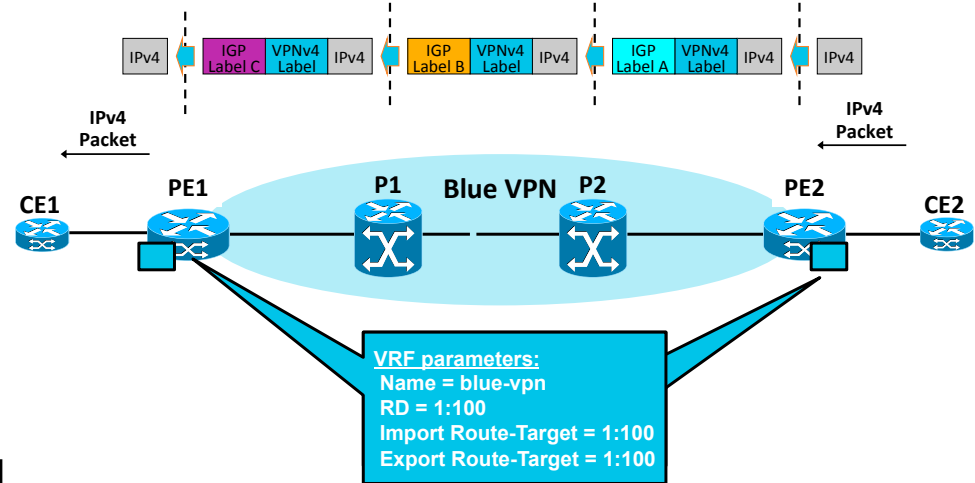 IPv4
IGP Label C
VPNv4 Label
IPv4
IGP Label B
VPNv4 Label
IPv4
IGP Label A
VPNv4 Label
IPv4
IPv4
IPv4
Packet
IPv4
Packet
CE1
PE1
P1
Blue VPN
P2
PE2
CE2
VRF parameters:
Name = blue-vpn
RD = 1:100
Import Route-Target = 1:100
Export Route-Target = 1:100